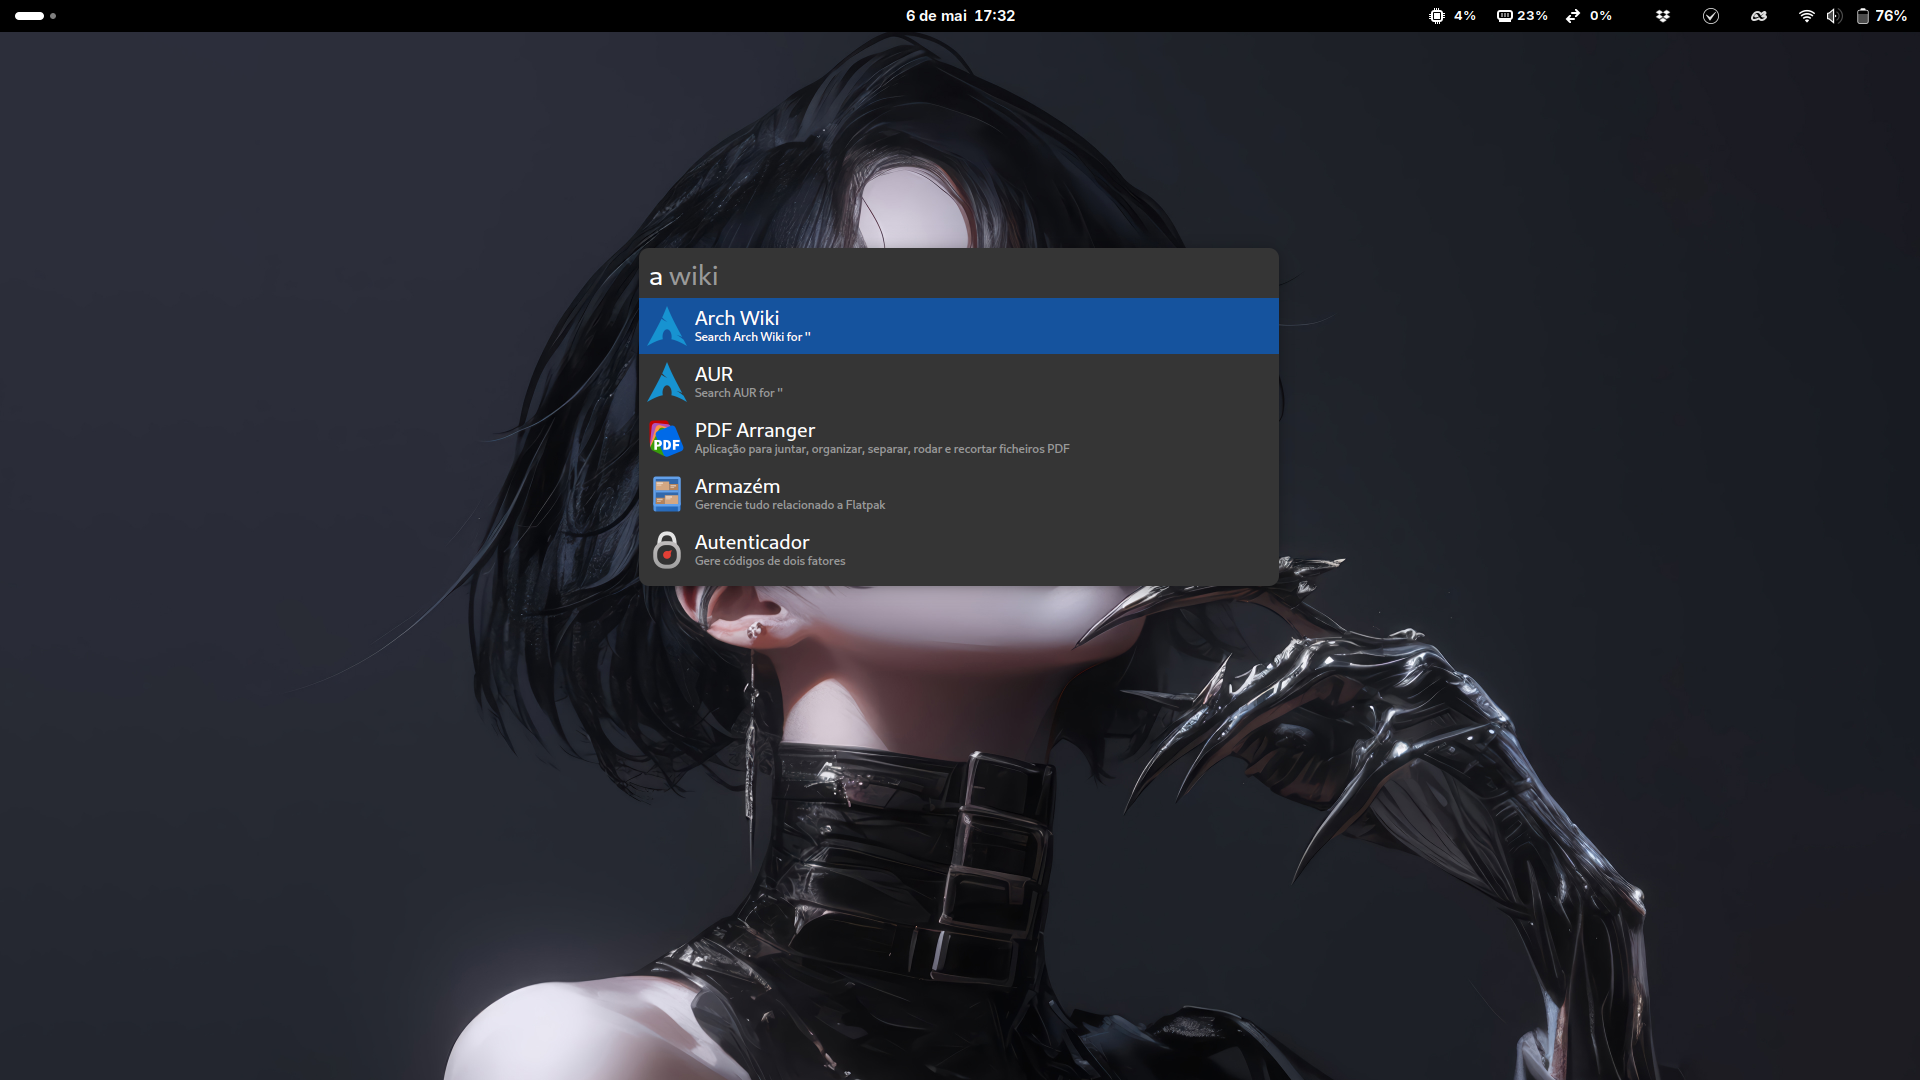 6 de mai 17:32
4%
23%
0%
76%
a wiki
Arch Wiki
Search Arch Wiki for ''
AUR
Search AUR for ''
PDF
PDF Arranger
Aplicação para juntar, organizar, separar, rodar e recortar ficheiros PDF
Armazém
Gerencie tudo relacionado a Flatpak
Autenticador
Gere códigos de dois fatores